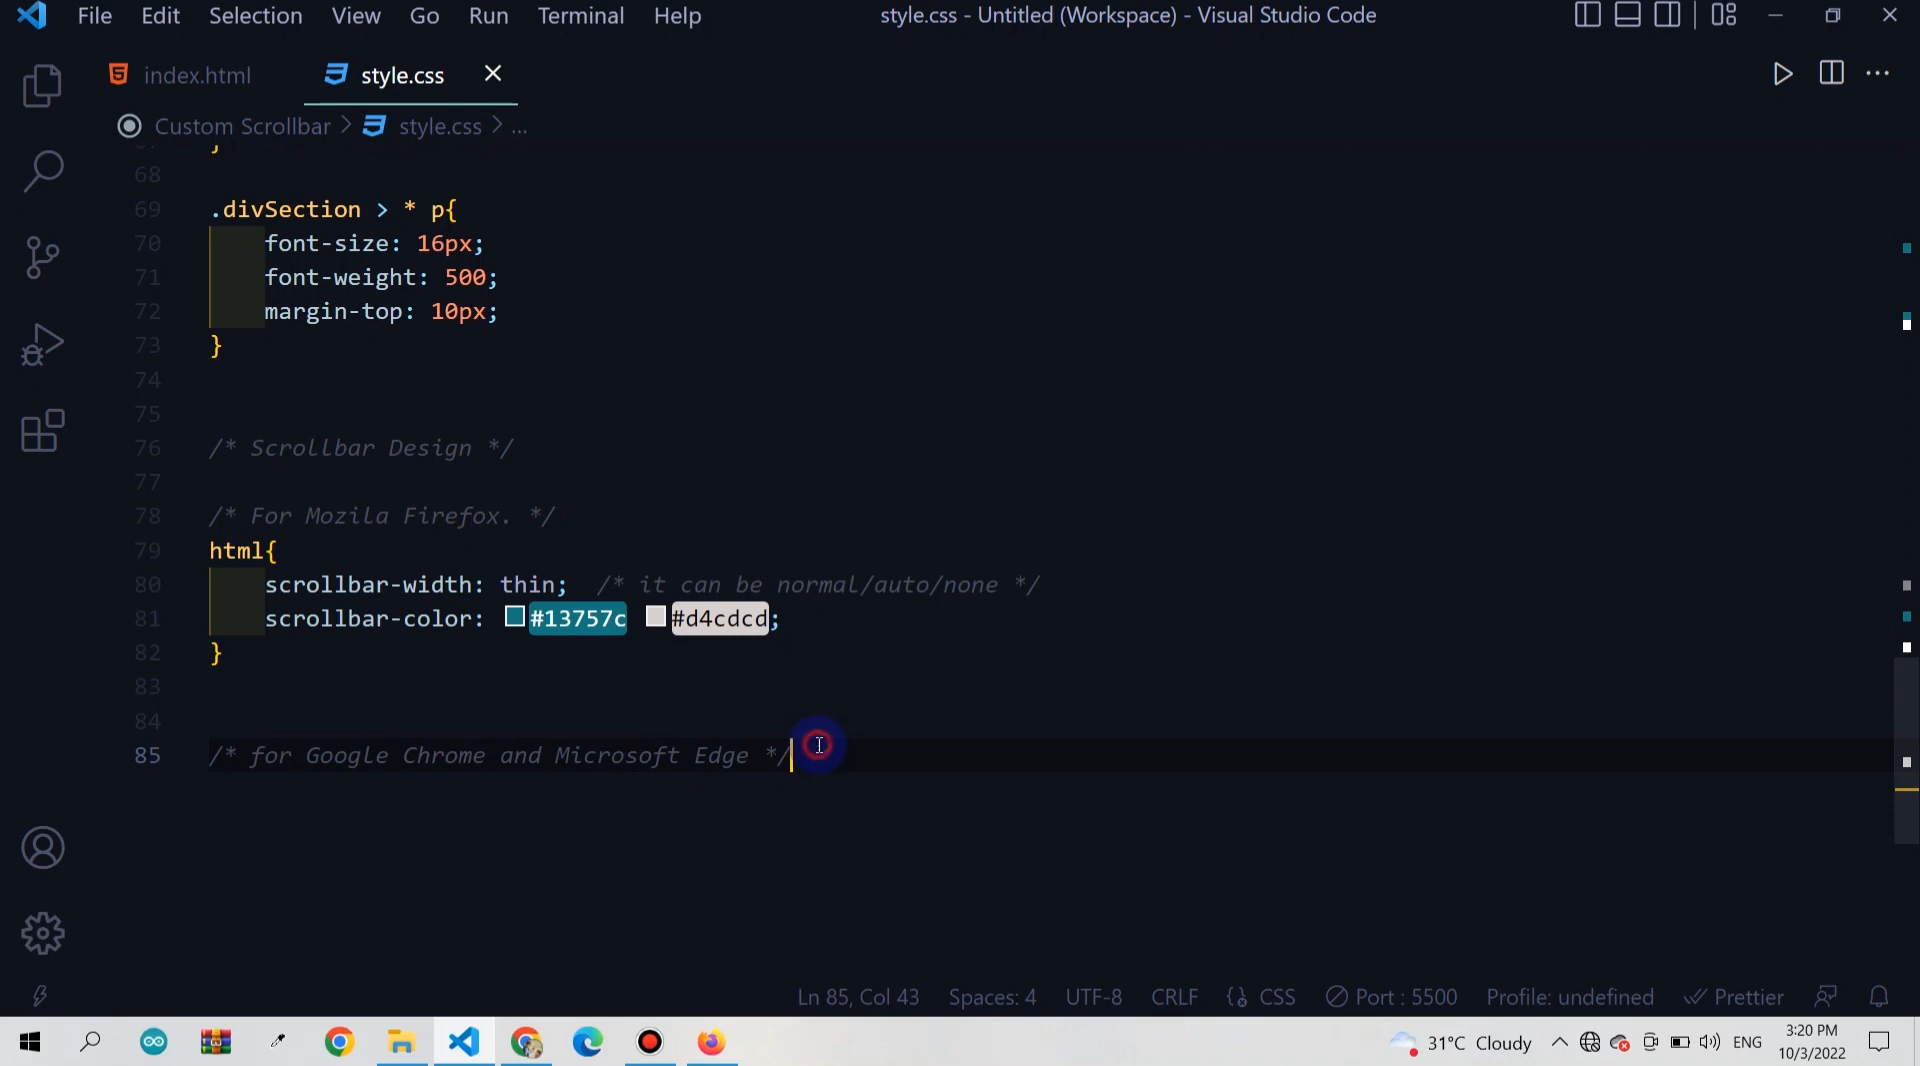 File Edit Selection View Go Run Terminal Help
style.css - Untitled (Workspace) - Visual Studio Code
index.html
style.css
Custom Scrollbar > style.css > ...
68
69 .divSection > * p{
70 font-size: 16px;
71 font-weight: 500;
72 margin-top: 10px;
73 }
74
75
76 /* Scrollbar Design */
77
78 /* For Mozila Firefox. */
79 html{
80 scrollbar-width: thin; /* it can be normal/auto/none */
81 scrollbar-color: #13757c #d4cdcd;
82 }
83
84
85 /* for Google Chrome and Microsoft Edge */
Ln 85, Col 43 Spaces: 4 UTF-8 CRLF {} CSS Port : 5500 Profile: undefined Prettier
31°C Cloudy ENG
3:20 PM
10/3/2022